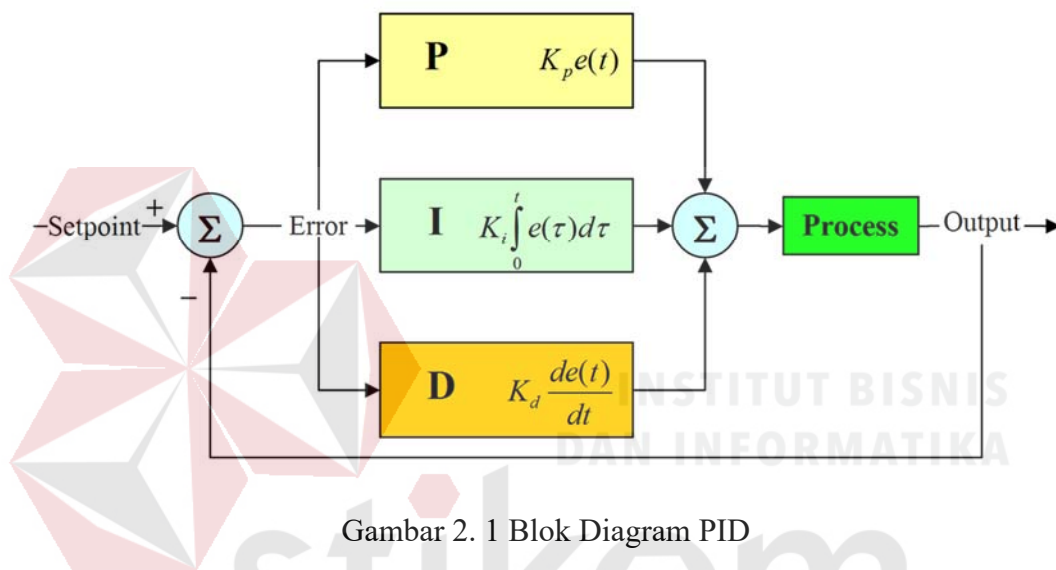 P K_p e(t)
Setpoint + Σ Error I K_i ∫_0^t e(τ)dτ Σ Process Output
−
D K_d de(t)/dt
INSTITUT BISNIS
DAN INFORMATIKA
Gambar 2. 1 Blok Diagram PID
stikom